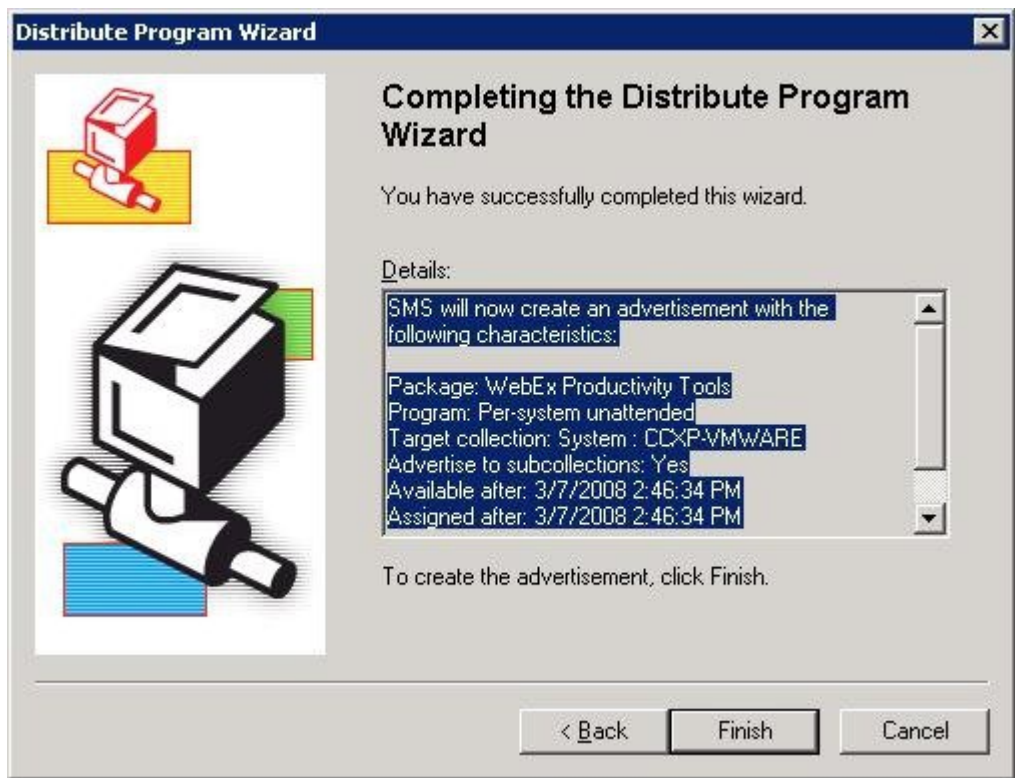 Distribute Program Wizard
Completing the Distribute Program
Wizard
You have successfully completed this wizard.
Details:
SMS will now create an advertisement with the
following characteristics:
Package: WebEx Productivity Tools
Program: Per-system unattended
Target collection: System : CCXP-VMWARE
Advertise to subcollections: Yes
Available after: 3/7/2008 2:46:34 PM
Assigned after: 3/7/2008 2:46:34 PM
To create the advertisement, click Finish.
< Back
Finish
Cancel